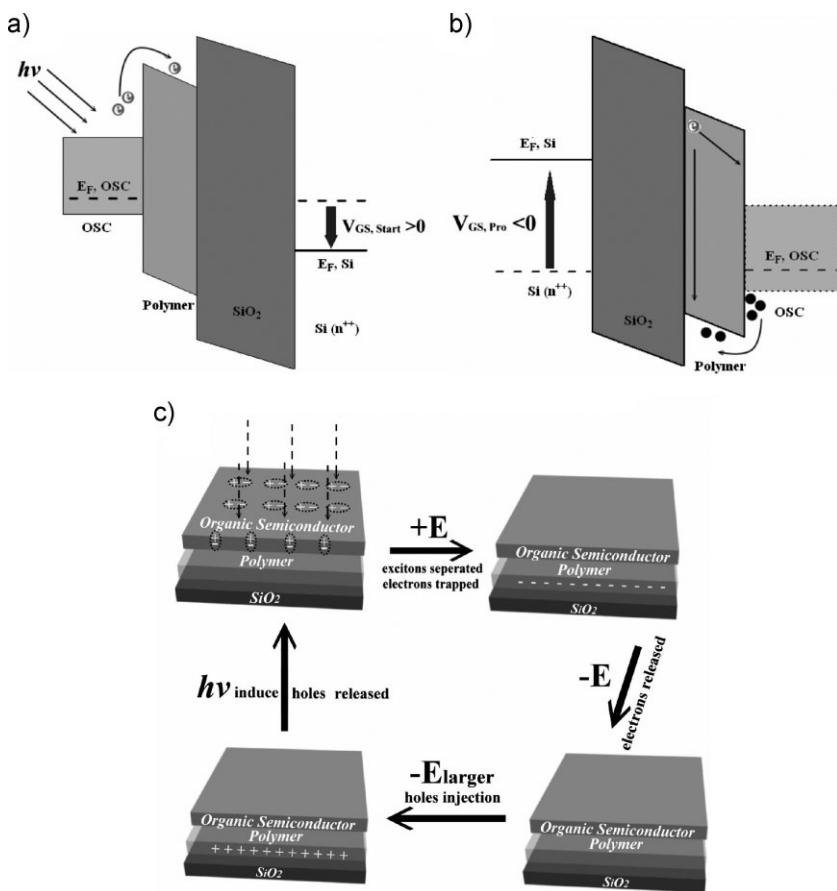 a)
hν
e
e
e
E_F, OSC
OSC
Polymer
SiO₂
V_GS, Start >0
E_F, Si
Si (n⁺⁺)
b)
E_F, Si
V_GS, Pro <0
Si (n⁺⁺)
SiO₂
e
E_F, OSC
OSC
Polymer
c)
Organic Semiconductor
Polymer
SiO₂
+E
excitons seperated
electrons trapped
Organic Semiconductor
Polymer
- - - - - - - - - - - -
SiO₂
-E
electrons released
Organic Semiconductor
Polymer
SiO₂
-E larger
holes injection
Organic Semiconductor
Polymer
+ + + + + + + + + + +
SiO₂
hν induce holes released